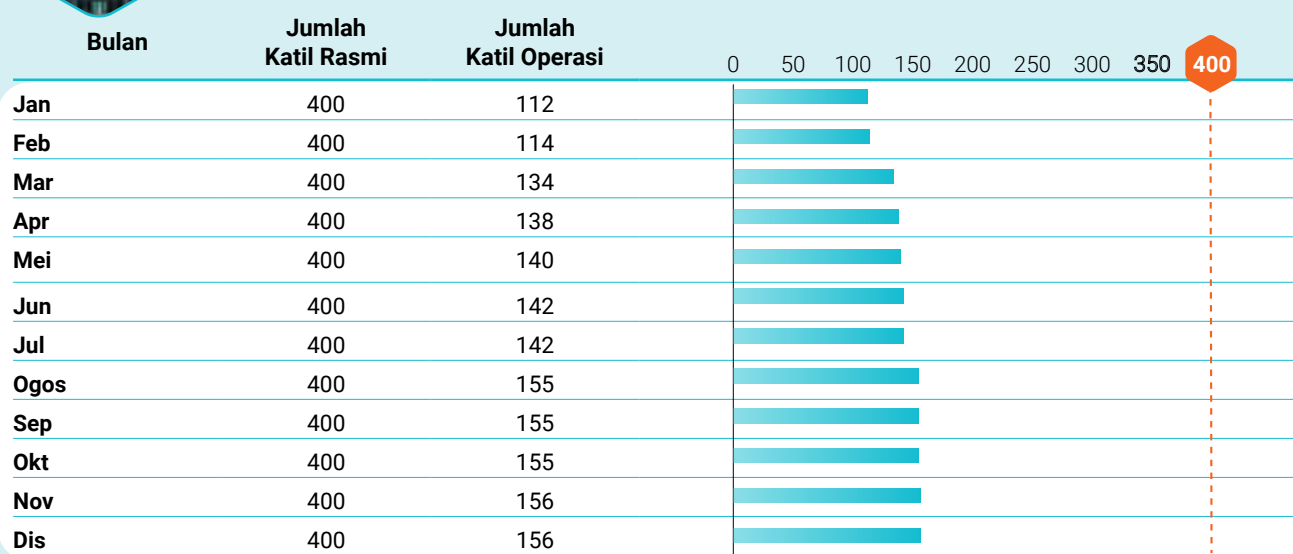 Bulan
Jumlah
Katil Rasmi
Jumlah
Katil Operasi
0 50 100 150 200 250 300 350 400
Jan 400 112
Feb 400 114
Mar 400 134
Apr 400 138
Mei 400 140
Jun 400 142
Jul 400 142
Ogos 400 155
Sep 400 155
Okt 400 155
Nov 400 156
Dis 400 156